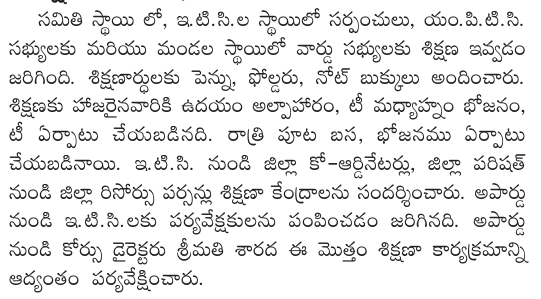 సమితి స్థాయి లో, ఇ.టి.సి.ల స్థాయిలో సర్పంచులు, యం.పి.టి.సి.
సభ్యులకు మరియు మండల స్థాయిలో వార్డు సభ్యులకు శిక్షణ ఇవ్వడం
జరిగింది. శిక్షణార్ధులకు పెన్ను, ఫోల్డరు, నోట్ బుక్కులు అందించారు.
శిక్షణకు హాజరైనవారికి ఉదయం అల్పాహారం, టీ మధ్యాహ్నం భోజనం,
టీ ఏర్పాటు చేయబడినది. రాత్రి పూట బస, భోజనము ఏర్పాటు
చేయబడినాయి. ఇ.టి.సి. నుండి జిల్లా కో-ఆర్డినేటర్లు, జిల్లా పరిషత్
నుండి జిల్లా రిసోర్సు పర్సన్లు శిక్షణా కేంద్రాలను సందర్శించారు. అపార్డు
నుండి ఇ.టి.సి.లకు పర్యవేక్షకులను పంపించడం జరిగినది. అపార్డు
నుండి కోర్సు డైరెక్టరు శ్రీమతి శారద ఈ మొత్తం శిక్షణా కార్యక్రమాన్ని
ఆద్యంతం పర్యవేక్షించారు.